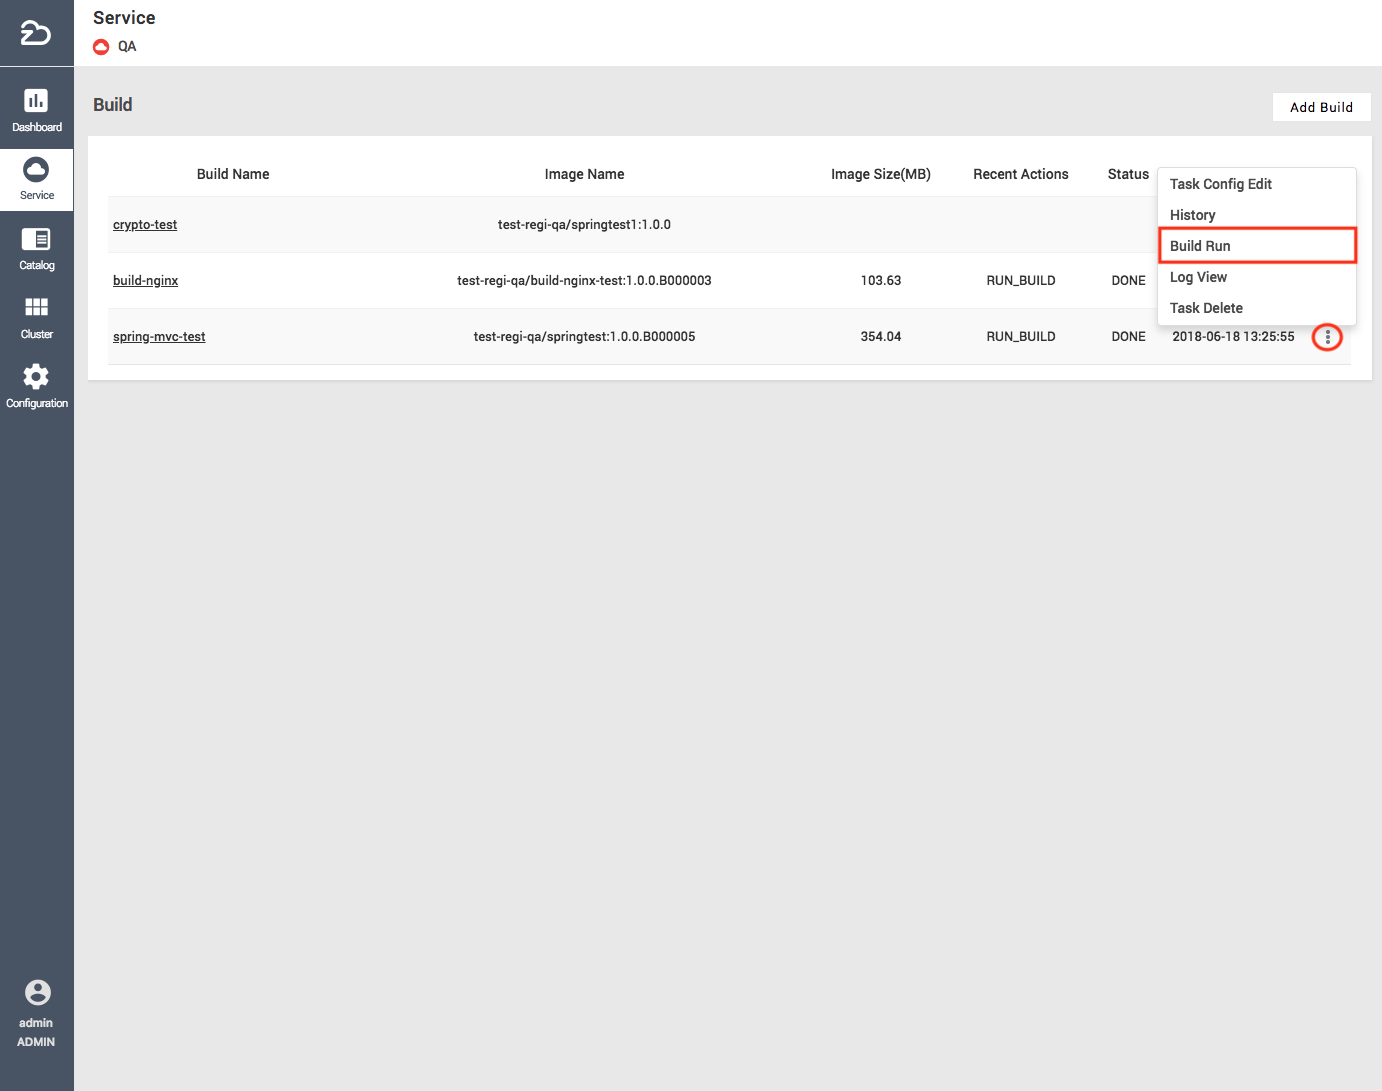 Service
QA
Dashboard
Service
Catalog
Cluster
Configuration
admin
ADMIN
Build
Add Build
Build Name Image Name Image Size(MB) Recent Actions Status
crypto-test test-regi-qa/springtest1:1.0.0
build-nginx test-regi-qa/build-nginx-test:1.0.0.B000003 103.63 RUN_BUILD DONE
spring-mvc-test test-regi-qa/springtest:1.0.0.B000005 354.04 RUN_BUILD DONE 2018-06-18 13:25:55
Task Config Edit
History
Build Run
Log View
Task Delete